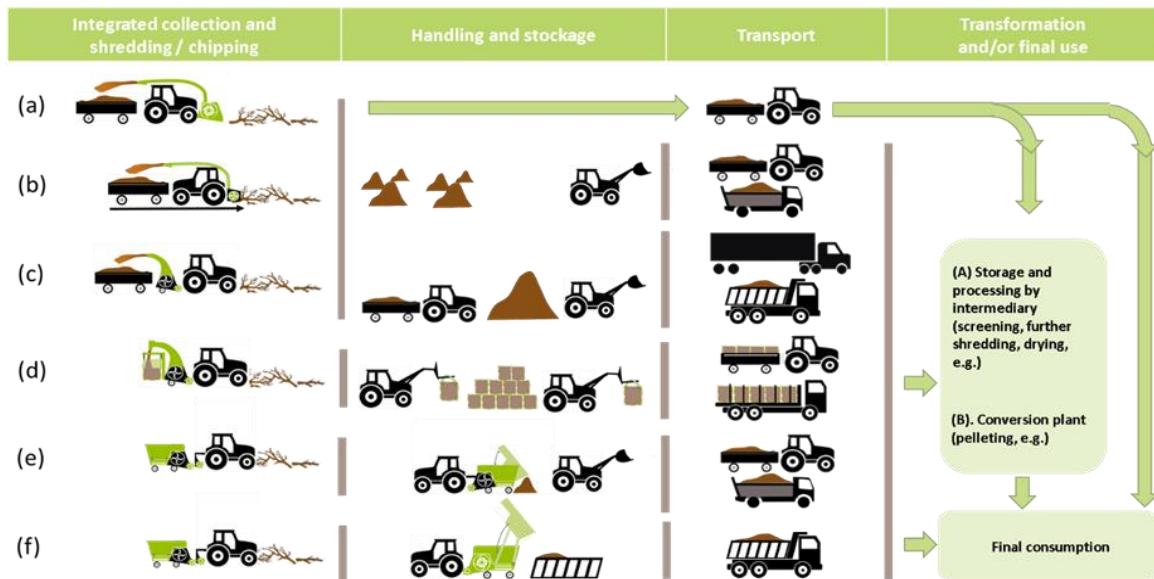 Integrated collection and
shredding / chipping
Handling and stockage
Transport
Transformation
and/or final use
(a)
(b)
(c)
(d)
(e)
(f)
(A) Storage and
processing by
intermediary
(screening, further
shredding, drying,
e.g.)
(B). Conversion plant
(pelleting, e.g.)
Final consumption